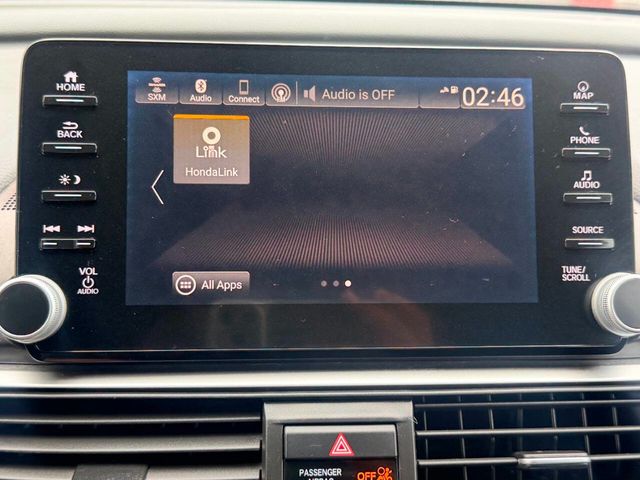 HOME
BACK
VOL
AUDIO
SXM
Audio
Connect
Audio is OFF
02:46
Link
HondaLink
All Apps
MAP
PHONE
AUDIO
SOURCE
TUNE/
SCROLL
PASSENGER
AIRBAG
OFF